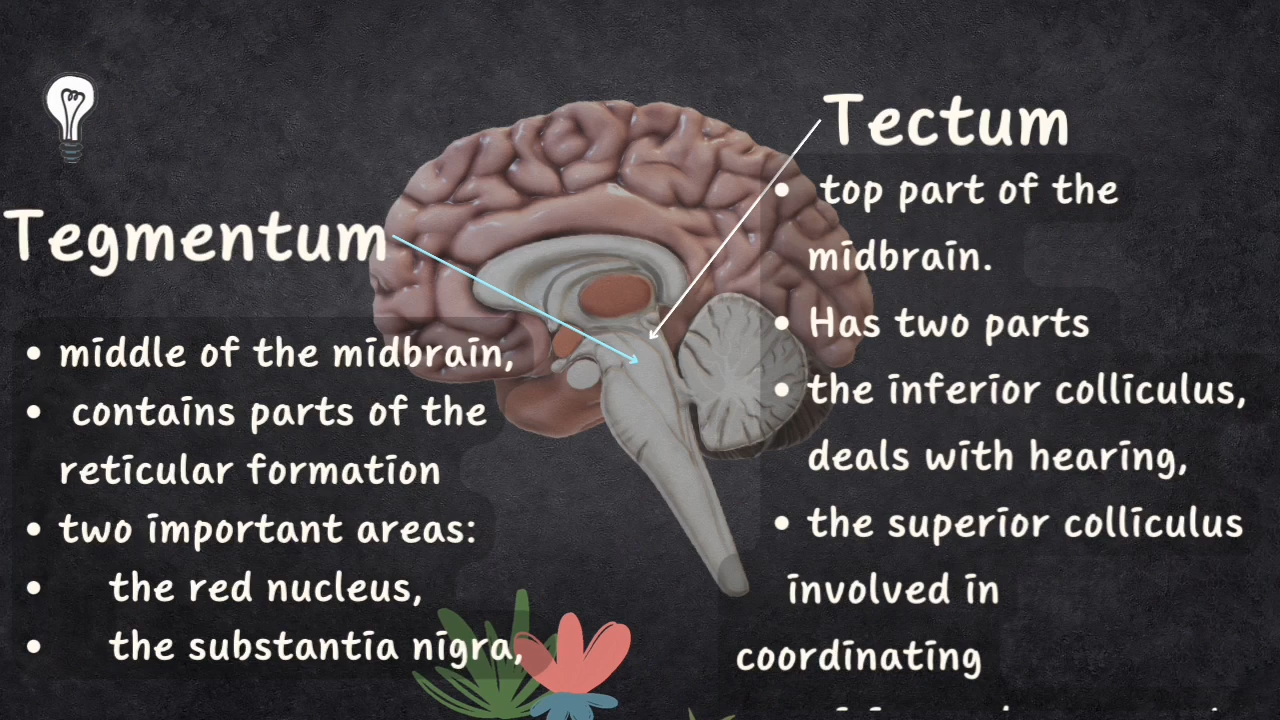 Tegmentum
• middle of the midbrain,
• contains parts of the
reticular formation
• two important areas:
• the red nucleus,
• the substantia nigra,
Tectum
• top part of the
midbrain.
• Has two parts
• the inferior colliculus,
deals with hearing,
• the superior colliculus
involved in
coordinating